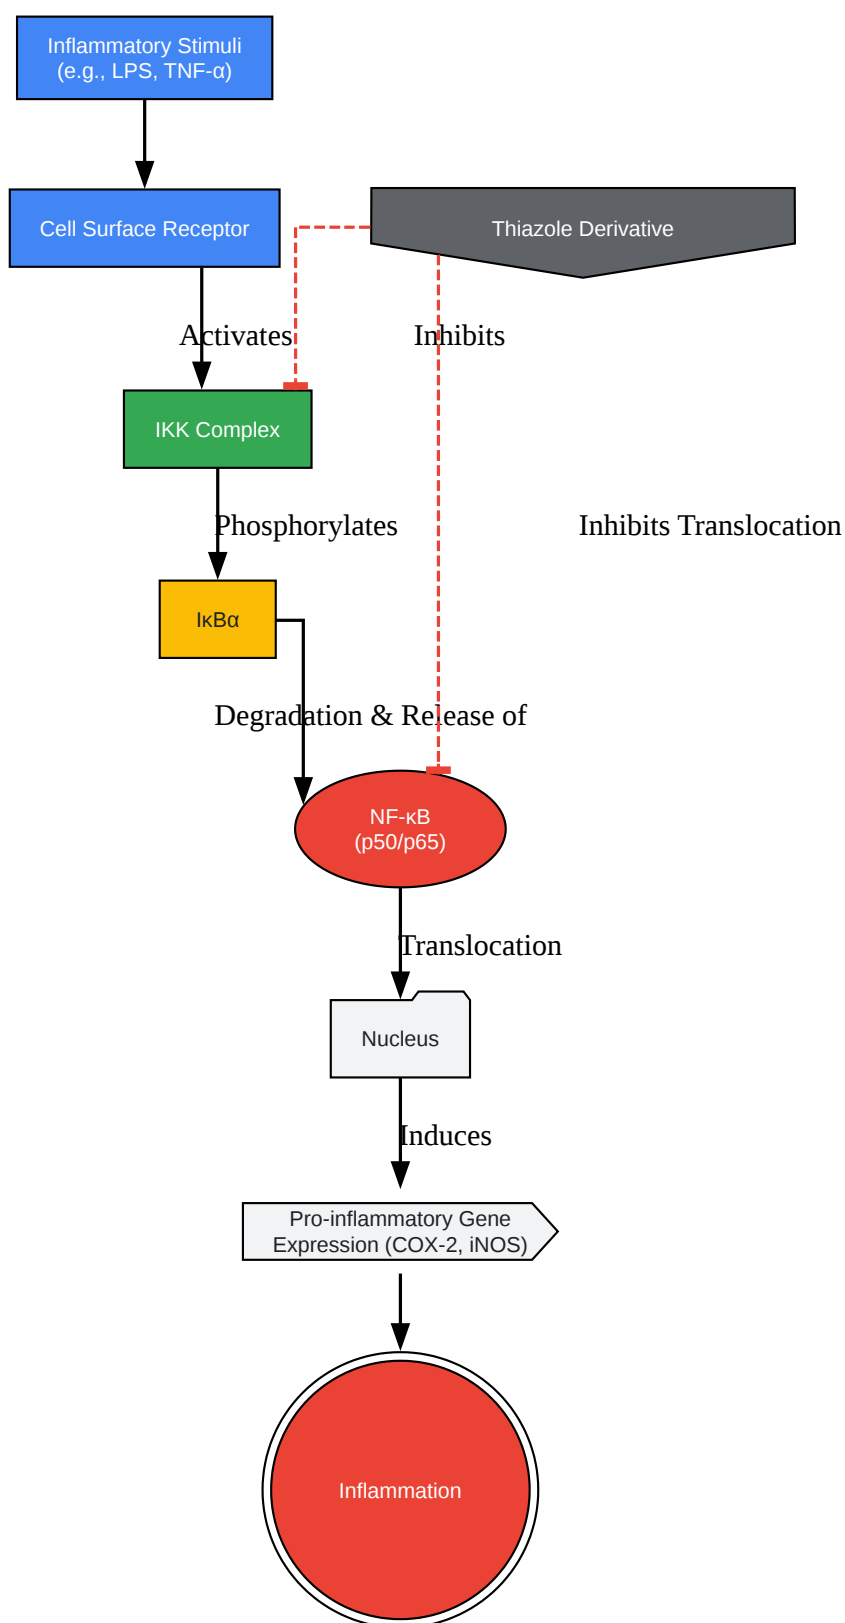 Inflammatory Stimuli
(e.g., LPS, TNF-α)
Cell Surface Receptor
Thiazole Derivative
Activates
Inhibits
IKK Complex
Phosphorylates
Inhibits Translocation
IκBα
Degradation & Release of
NF-κB
(p50/p65)
Translocation
Nucleus
Induces
Pro-inflammatory Gene
Expression (COX-2, iNOS)
Inflammation